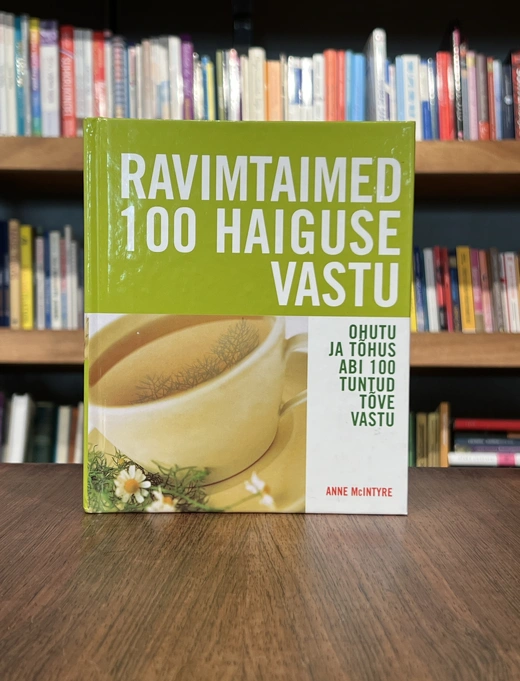 RAVIMTAIMED
100 HAIGUSE
VASTU
OHUTU
JA TÕHUS
ABI 100
TUNTUD
TÕVE
VASTU
ANNE McINTYRE